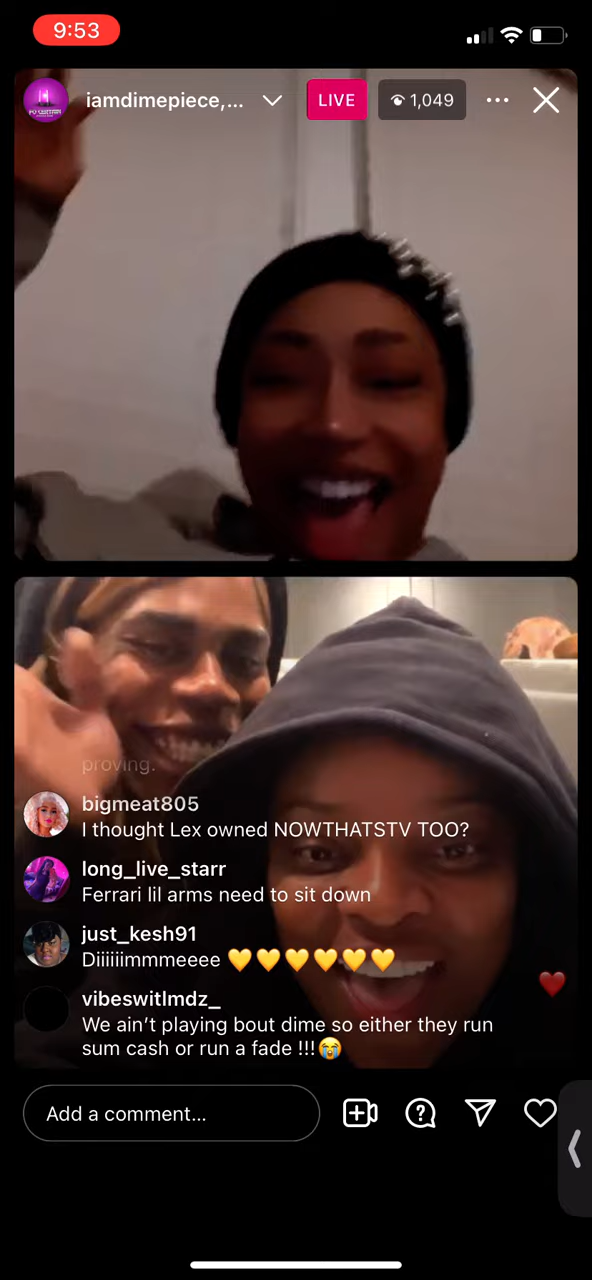 9:53
iamdimepiece,...
LIVE
1,049
proving.
bigmeat805
I thought Lex owned NOWTHATSTV TOO?
long_live_starr
Ferrari lil arms need to sit down
just_kesh91
Diiiiiimmmeeee 💛💛💛💛💛💛
vibeswitlmdz_
We ain't playing bout dime so either they run
sum cash or run a fade !!!😭
Add a comment...